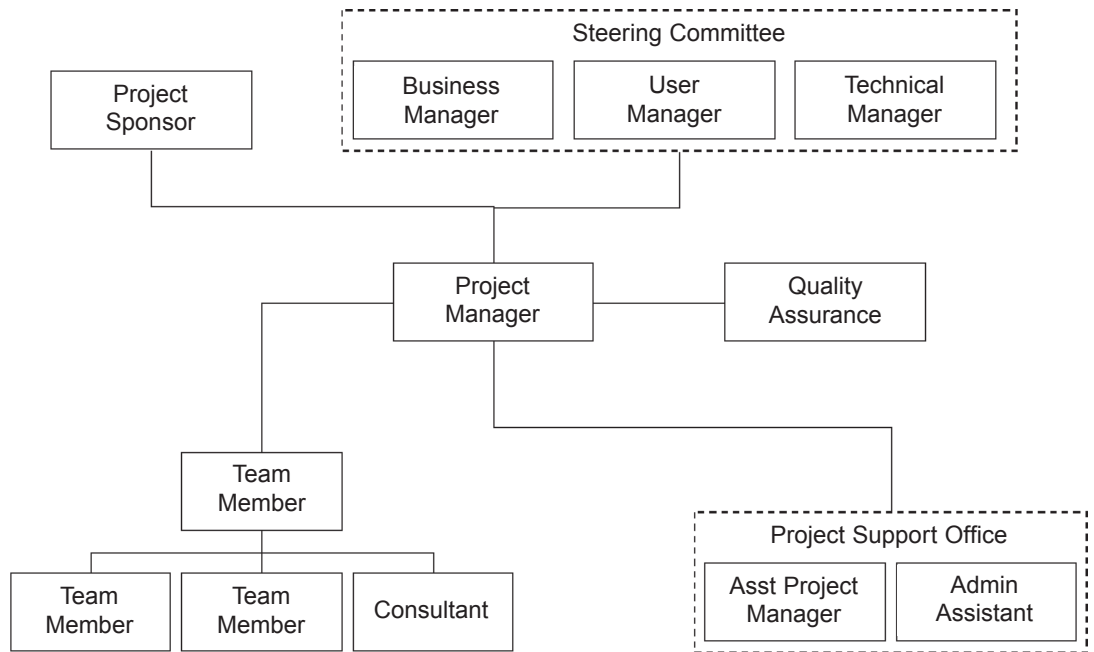 Steering Committee
Project
Sponsor
Business
Manager
User
Manager
Technical
Manager
Project
Manager
Quality
Assurance
Team
Member
Project Support Office
Team
Member
Team
Member
Consultant
Asst Project
Manager
Admin
Assistant